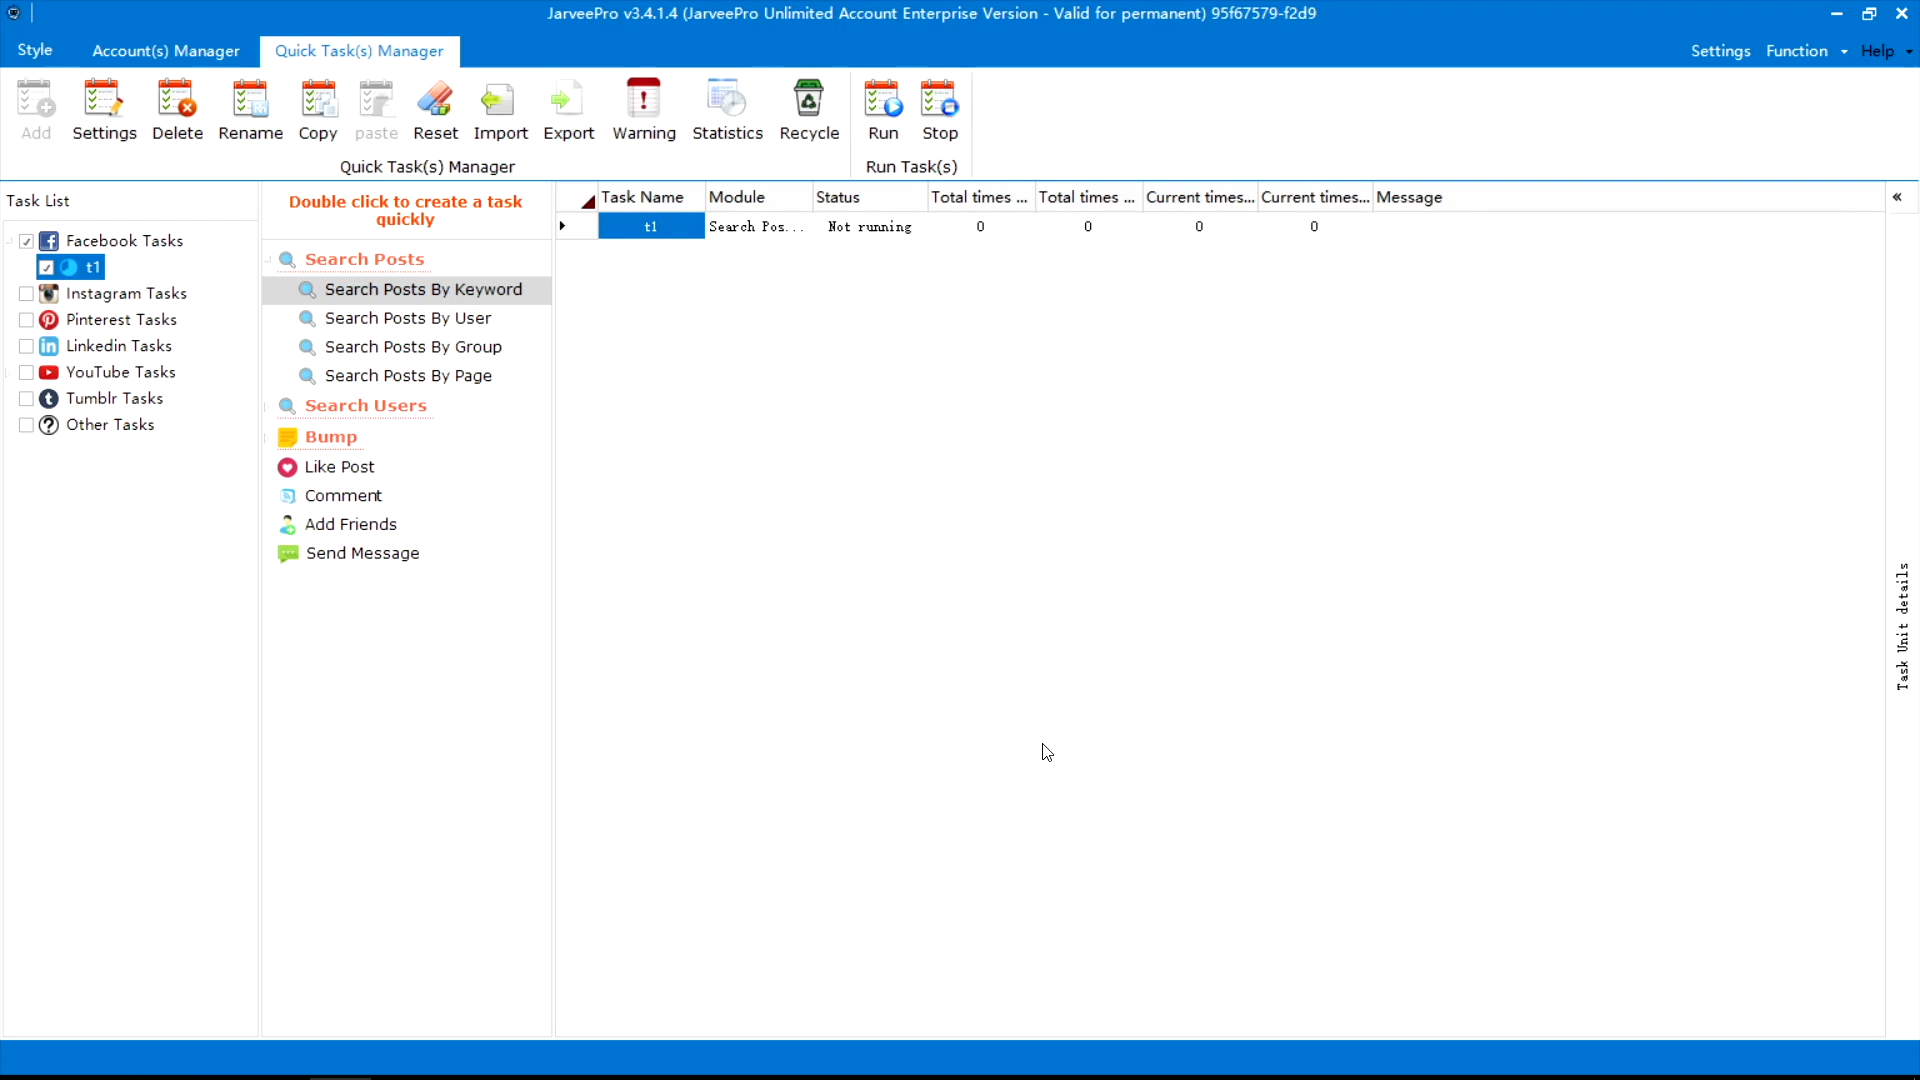 JarveePro v3.4.1.4 (JarveePro Unlimited Account Enterprise Version - Valid for permanent) 95f67579-f2d9
Style Account(s) Manager Quick Task(s) Manager Settings Function Help
Add Settings Delete Rename Copy paste Reset Import Export Warning Statistics Recycle Run Stop
Quick Task(s) Manager Run Task(s)
Task List
Facebook Tasks
t1
Instagram Tasks
Pinterest Tasks
Linkedin Tasks
YouTube Tasks
Tumblr Tasks
Other Tasks
Double click to create a task
quickly
Search Posts
Search Posts By Keyword
Search Posts By User
Search Posts By Group
Search Posts By Page
Search Users
Bump
Like Post
Comment
Add Friends
Send Message
Task Name Module Status Total times ... Total times ... Current times... Current times... Message
t1 Search Pos... Not running 0 0 0 0
Task Unit details